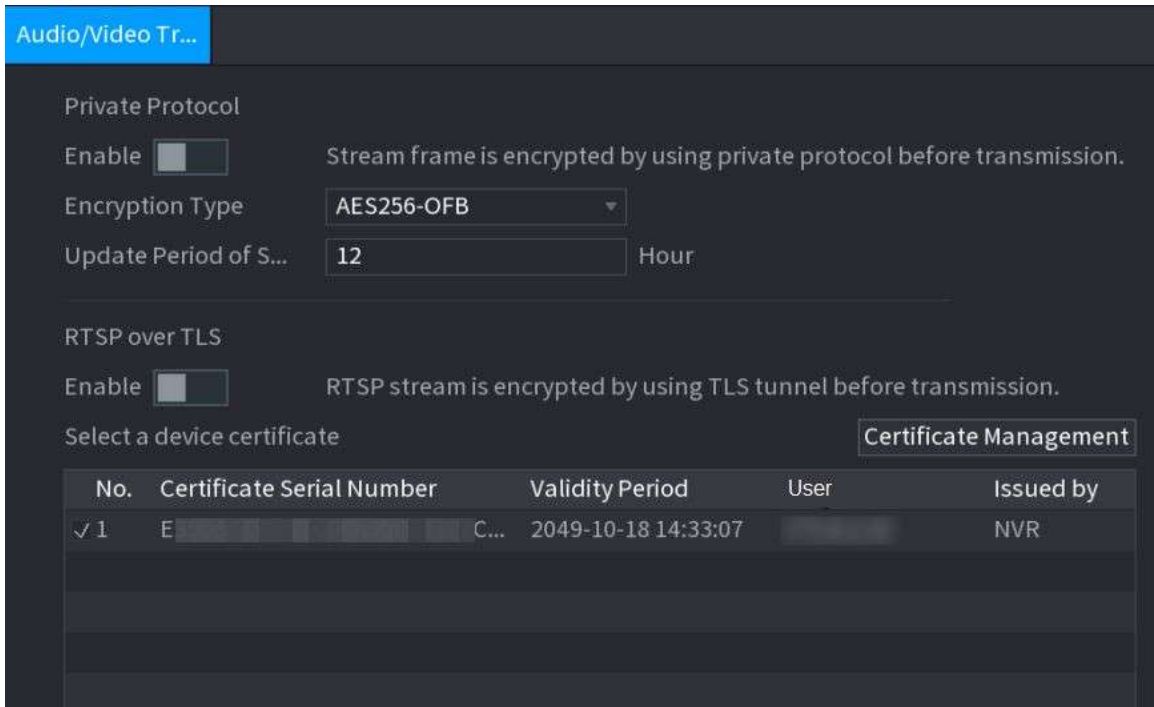 Audio/Video Tr...
Private Protocol
Enable Stream frame is encrypted by using private protocol before transmission.
Encryption Type AES256-OFB
Update Period of S... 12 Hour
RTSP over TLS
Enable RTSP stream is encrypted by using TLS tunnel before transmission.
Select a device certificate Certificate Management
No. Certificate Serial Number Validity Period User Issued by
1 E C... 2049-10-18 14:33:07 NVR